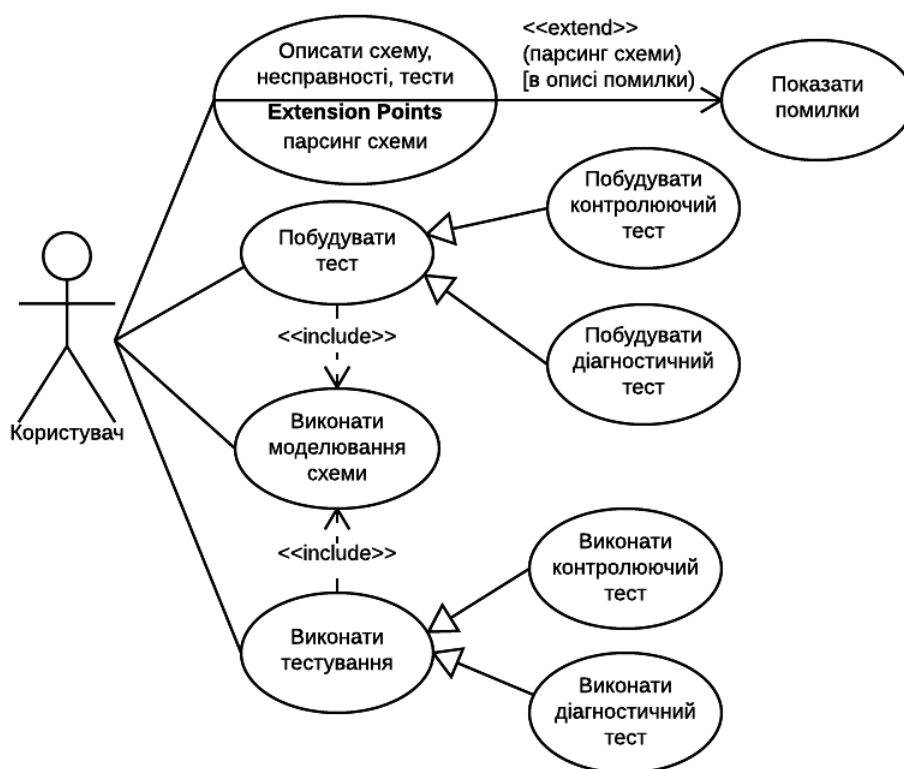 Описати схему,
несправності, тести
Extension Points
парсинг схеми
<<extend>>
(парсинг схеми)
[в описі помилки)
Показати
помилки
Побудувати
контролюючий
тест
Побудувати
тест
<<include>>
Побудувати
діагностичний
тест
Користувач
Виконати
моделювання
схеми
<<include>>
Виконати
контролюючий
тест
Виконати
тестування
Виконати
діагностичний
тест